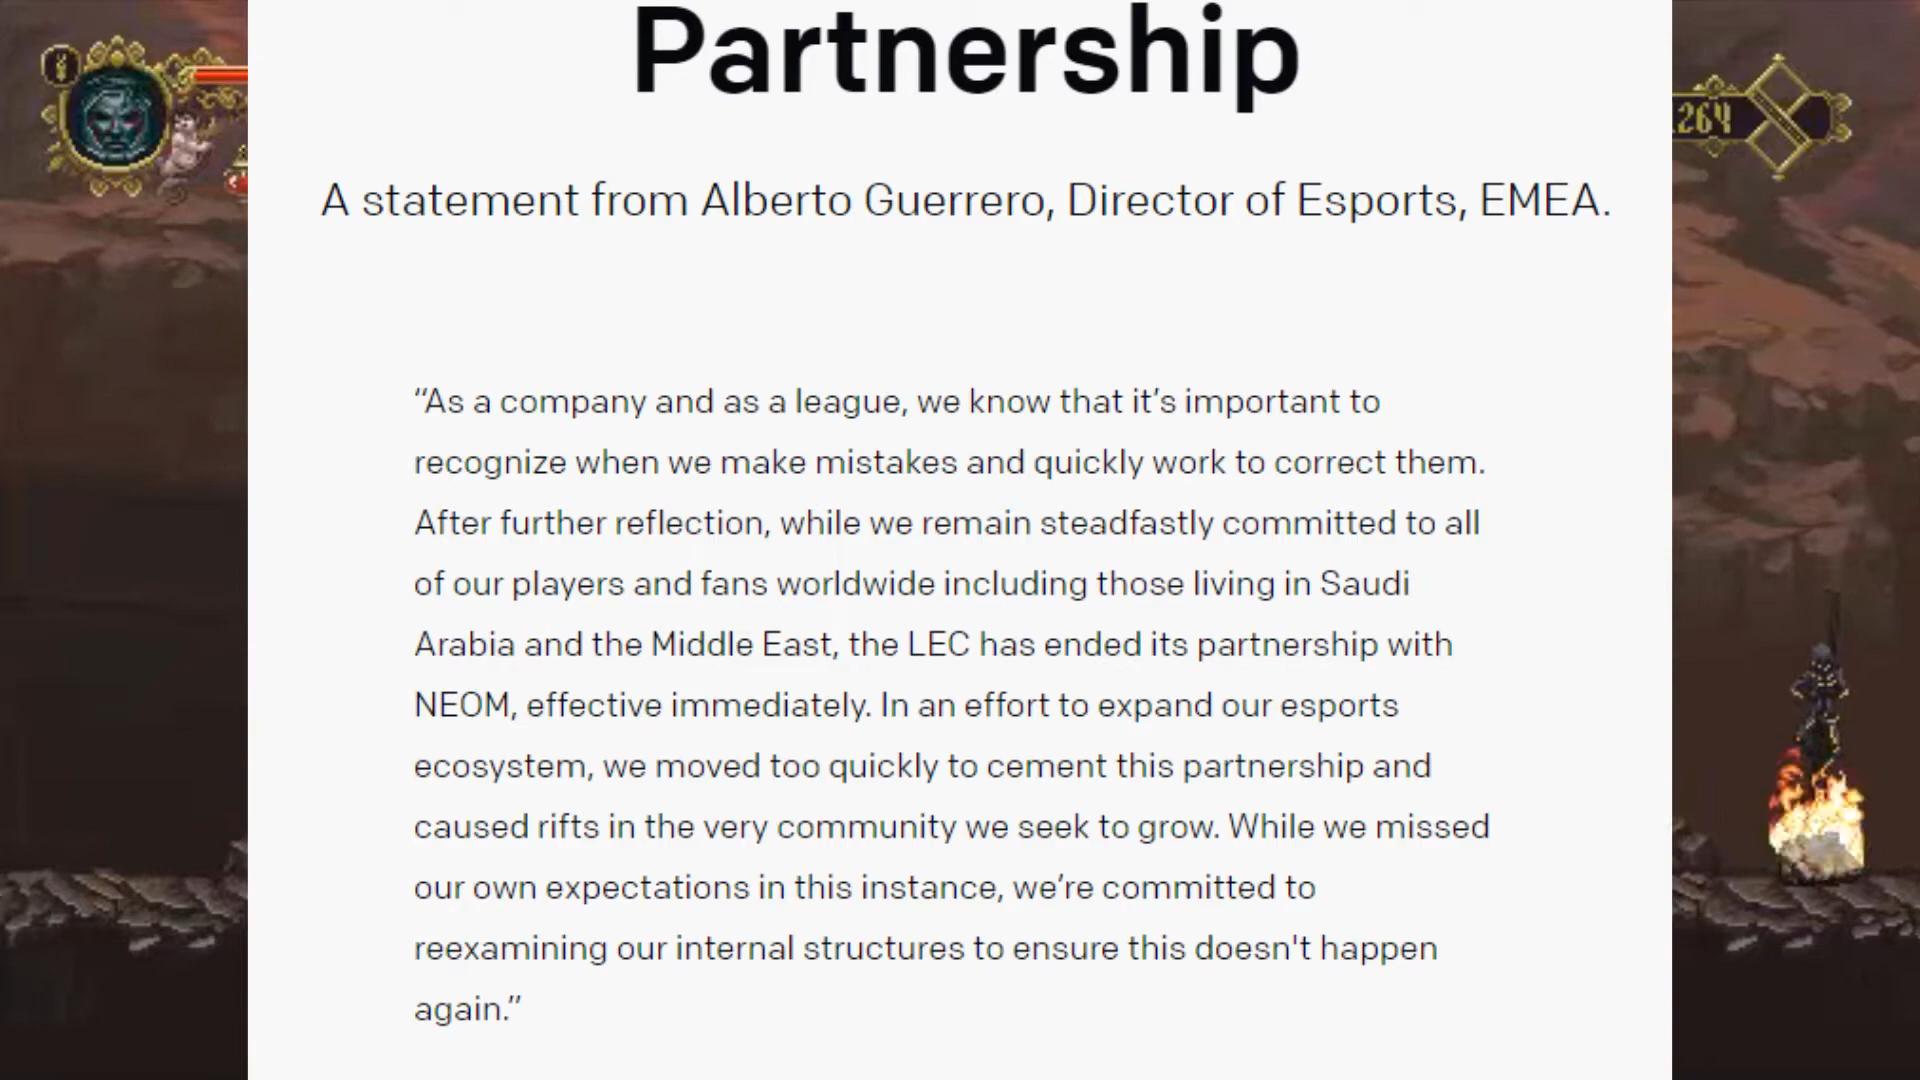 Partnership
A statement from Alberto Guerrero, Director of Esports, EMEA.
“As a company and as a league, we know that it’s important to
recognize when we make mistakes and quickly work to correct them.
After further reflection, while we remain steadfastly committed to all
of our players and fans worldwide including those living in Saudi
Arabia and the Middle East, the LEC has ended its partnership with
NEOM, effective immediately. In an effort to expand our esports
ecosystem, we moved too quickly to cement this partnership and
caused rifts in the very community we seek to grow. While we missed
our own expectations in this instance, we’re committed to
reexamining our internal structures to ensure this doesn't happen
again.”
264